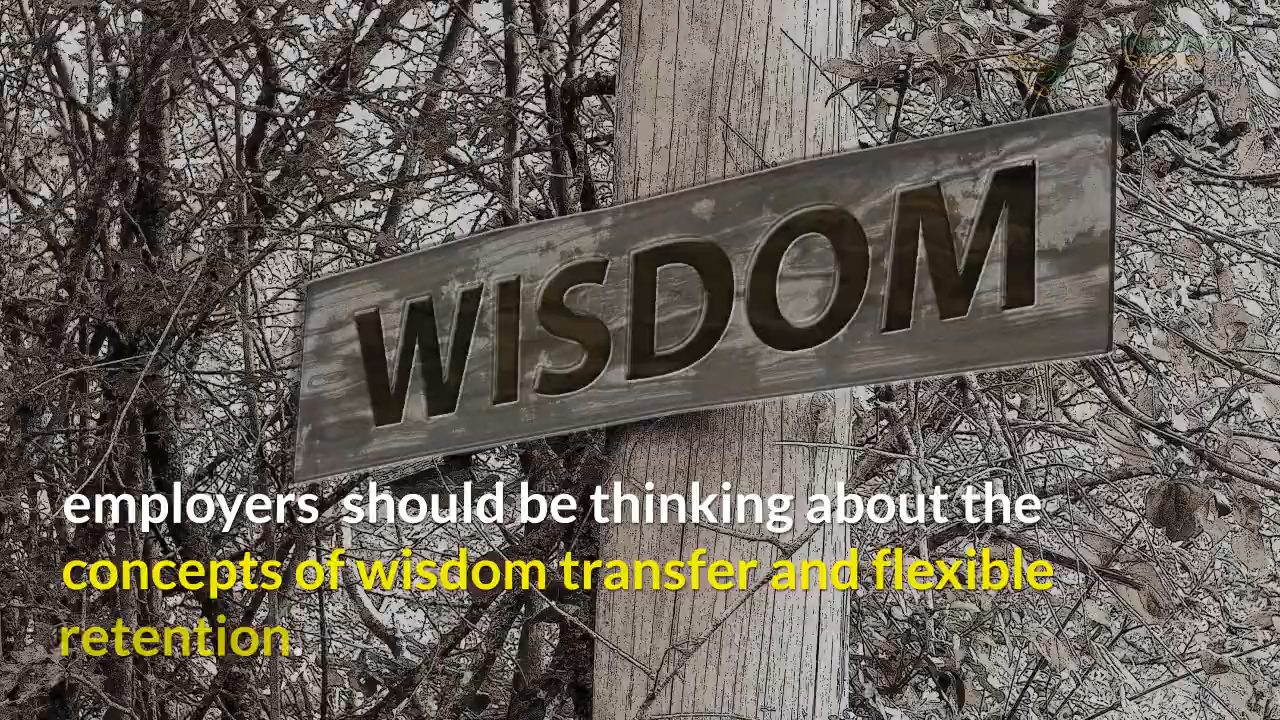 WISDOM
employers should be thinking about the
concepts of wisdom transfer and flexible
retention.